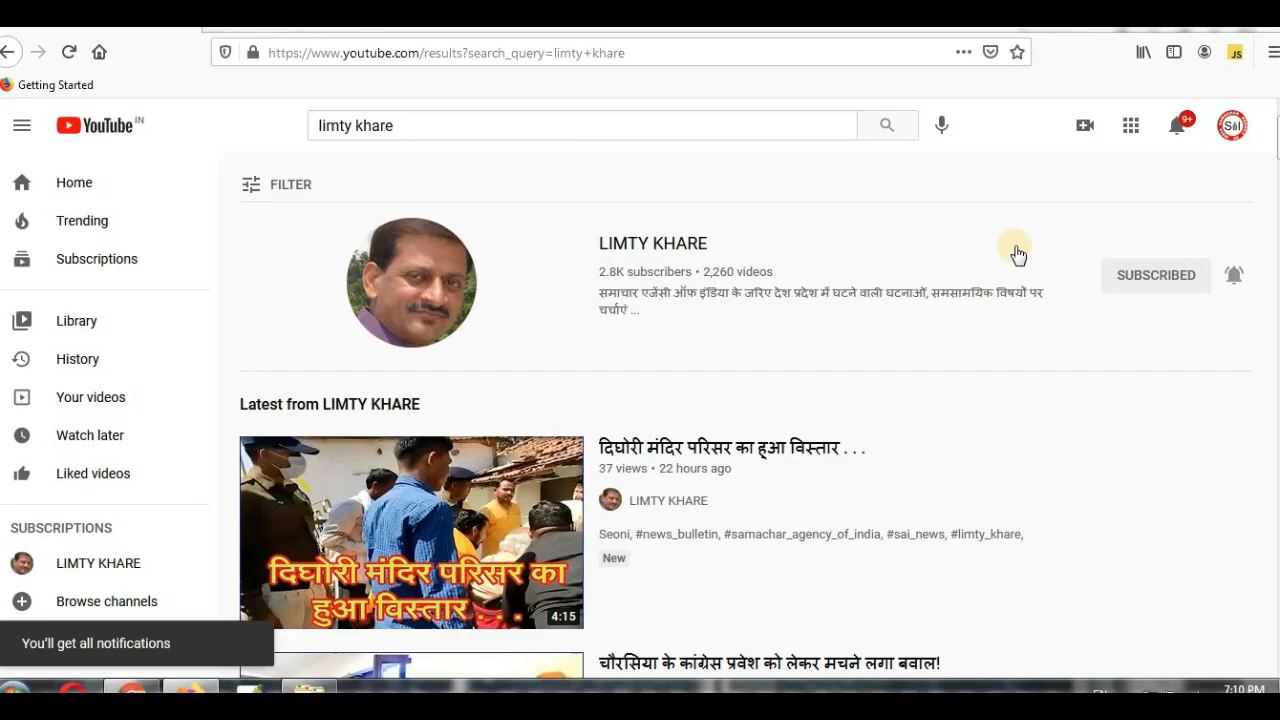 https://www.youtube.com/results?search_query=limty+khare
JS
Getting Started
YouTube IN
limty khare
9+
Home
FILTER
Trending
LIMTY KHARE
Subscriptions
2.8K subscribers • 2,260 videos
SUBSCRIBED
समाचार एजेंसी ऑफ इंडिया के जरिए देश प्रदेश में घटने वाली घटनाओं, समसामयिक विषयों पर
चर्चाएं ...
Library
History
Your videos
Latest from LIMTY KHARE
Watch later
दिघोरी मंदिर परिसर का हुआ विस्तार . . .
37 views • 22 hours ago
Liked videos
LIMTY KHARE
SUBSCRIPTIONS
Seoni, #news_bulletin, #samachar_agency_of_india, #sai_news, #limty_khare,
New
LIMTY KHARE
दिघोरी मंदिर परिसर का
हुआ विस्तार . . .
4:15
Browse channels
You'll get all notifications
चौरसिया के कांग्रेस प्रवेश को लेकर मचने लगा बवाल!
7:10 PM